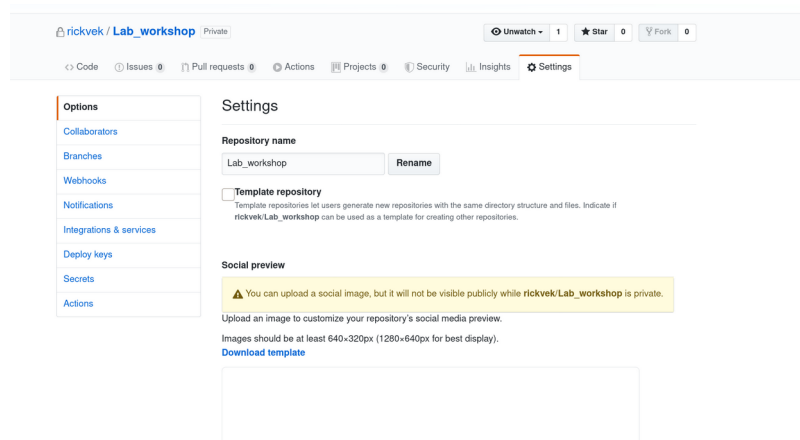 rickvek / Lab_workshop Private
Unwatch 1 Star 0 Fork 0
Code Issues 0 Pull requests 0 Actions Projects 0 Security Insights Settings
Options
Collaborators
Branches
Webhooks
Notifications
Integrations & services
Deploy keys
Secrets
Actions
Settings
Repository name
Lab_workshop Rename
Template repository
Template repositories let users generate new repositories with the same directory structure and files. Indicate if
rickvek/Lab_workshop can be used as a template for creating other repositories.
Social preview
You can upload a social image, but it will not be visible publicly while rickvek/Lab_workshop is private.
Upload an image to customize your repository's social media preview.
Images should be at least 640×320px (1280×640px for best display).
Download template